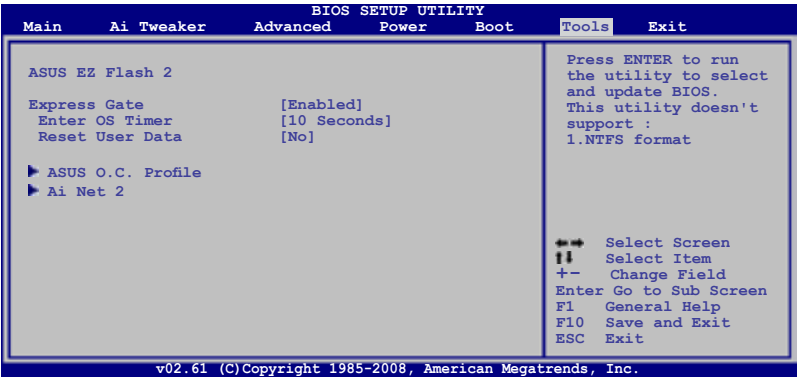 BIOS SETUP UTILITY
Main Ai Tweaker Advanced Power Boot Tools Exit
ASUS EZ Flash 2
Express Gate [Enabled]
Enter OS Timer [10 Seconds]
Reset User Data [No]
ASUS O.C. Profile
Ai Net 2
Press ENTER to run
the utility to select
and update BIOS.
This utility doesn't
support :
1.NTFS format
Select Screen
Select Item
+- Change Field
Enter Go to Sub Screen
F1 General Help
F10 Save and Exit
ESC Exit
v02.61 (C)Copyright 1985-2008, American Megatrends, Inc.